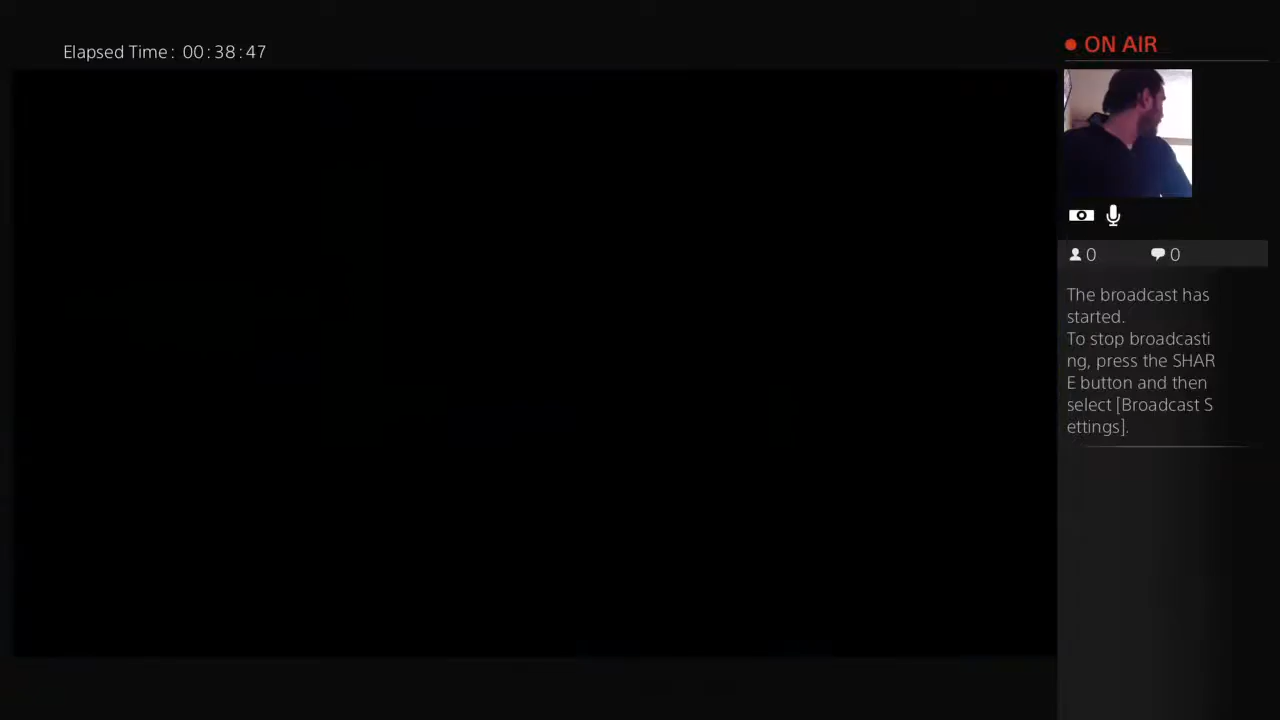 Elapsed Time: 00:38:47
ON AIR
0 0
The broadcast has
started.
To stop broadcasti
ng, press the SHAR
E button and then
select [Broadcast S
ettings].